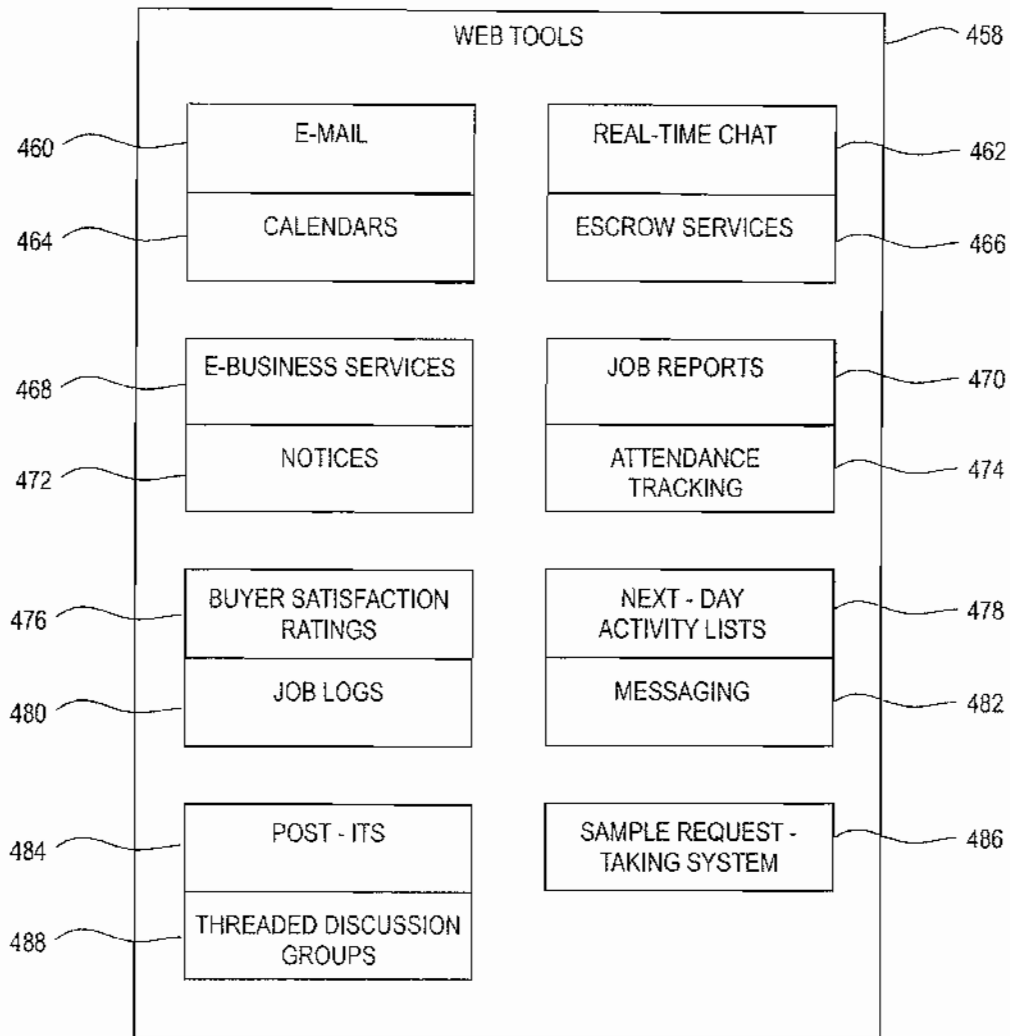 WEB TOOLS
458
460
E-MAIL
REAL-TIME CHAT
462
464
CALENDARS
ESCROW SERVICES
466
468
E-BUSINESS SERVICES
JOB REPORTS
470
472
NOTICES
ATTENDANCE
TRACKING
474
476
BUYER SATISFACTION
RATINGS
NEXT - DAY
ACTIVITY LISTS
478
480
JOB LOGS
MESSAGING
482
484
POST - ITS
SAMPLE REQUEST -
TAKING SYSTEM
486
488
THREADED DISCUSSION
GROUPS